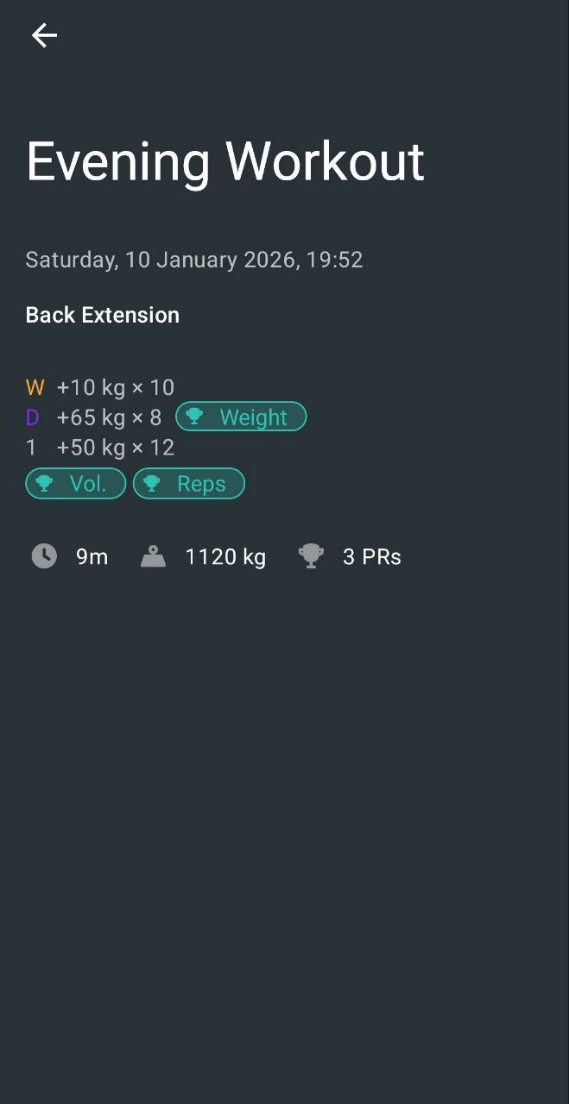 Evening Workout
Saturday, 10 January 2026, 19:52
Back Extension
W +10 kg × 10
D +65 kg × 8 Weight
1 +50 kg × 12
Vol. Reps
9m 1120 kg 3 PRs